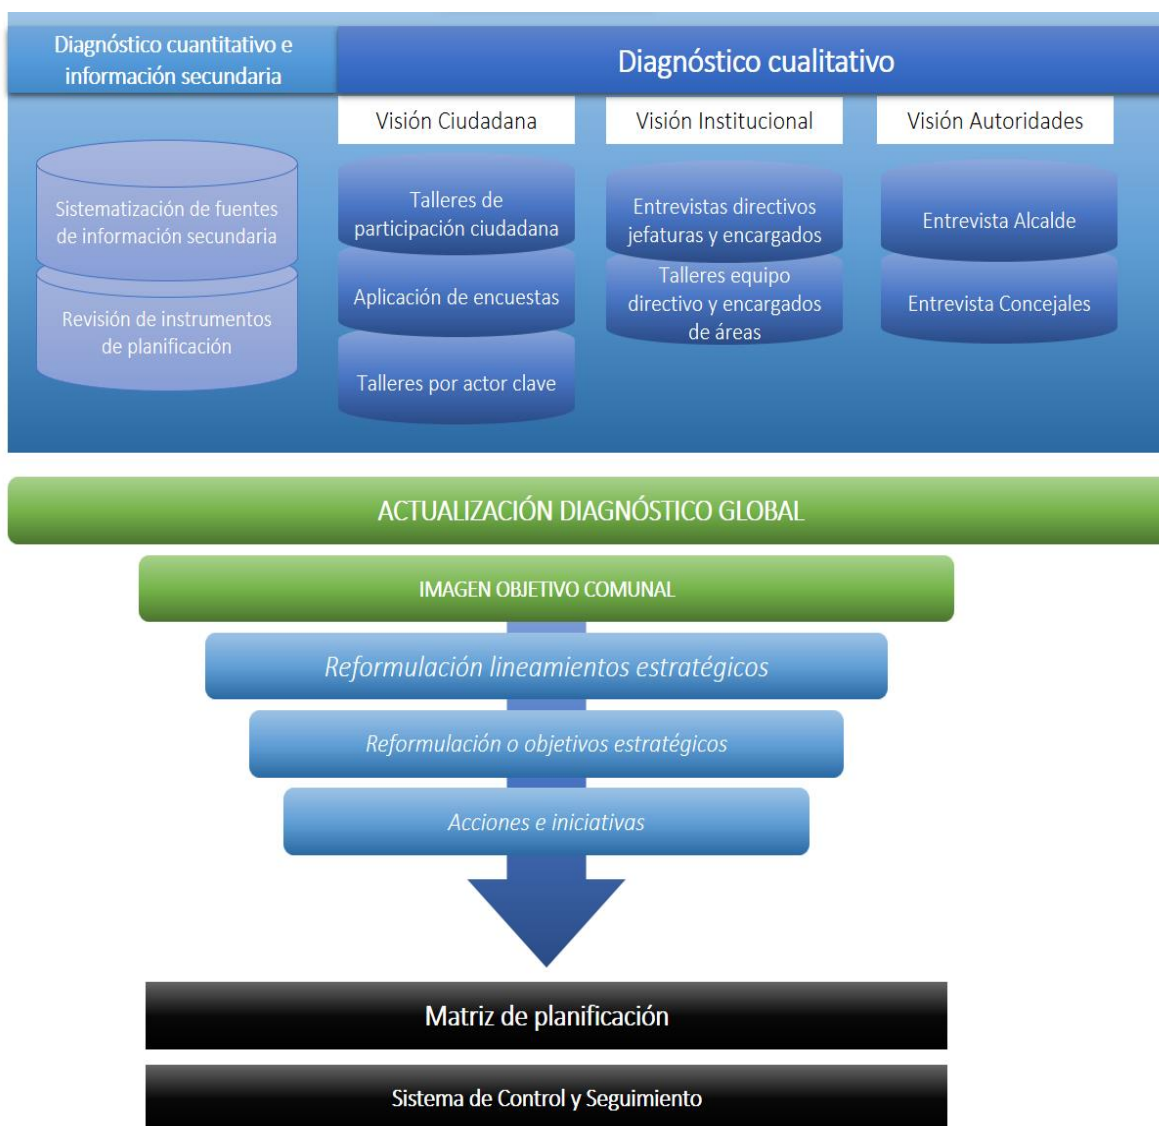 Diagnóstico cuantitativo e
información secundaria
Diagnóstico cualitativo
Visión Ciudadana
Visión Institucional
Visión Autoridades
Sistematización de fuentes
de información secundaria
Revisión de instrumentos
de planificación
Talleres de
participación ciudadana
Aplicación de encuestas
Talleres por actor clave
Entrevistas directivos
jefaturas y encargados
Talleres equipo
directivo y encargados
de áreas
Entrevista Alcalde
Entrevista Concejales
ACTUALIZACIÓN DIAGNÓSTICO GLOBAL
IMAGEN OBJETIVO COMUNAL
Reformulación lineamientos estratégicos
Reformulación o objetivos estratégicos
Acciones e iniciativas
Matriz de planificación
Sistema de Control y Seguimiento